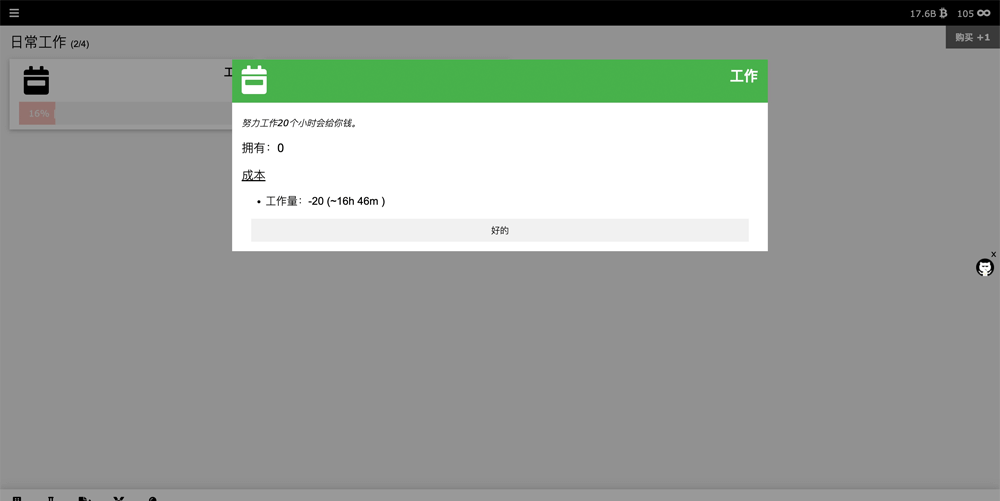 17.6B 105
日常工作 (2/4)
购买 +1
工作
16%
努力工作20个小时会给你钱。
拥有：0
成本
• 工作量：-20 (~16h 46m )
好的
x